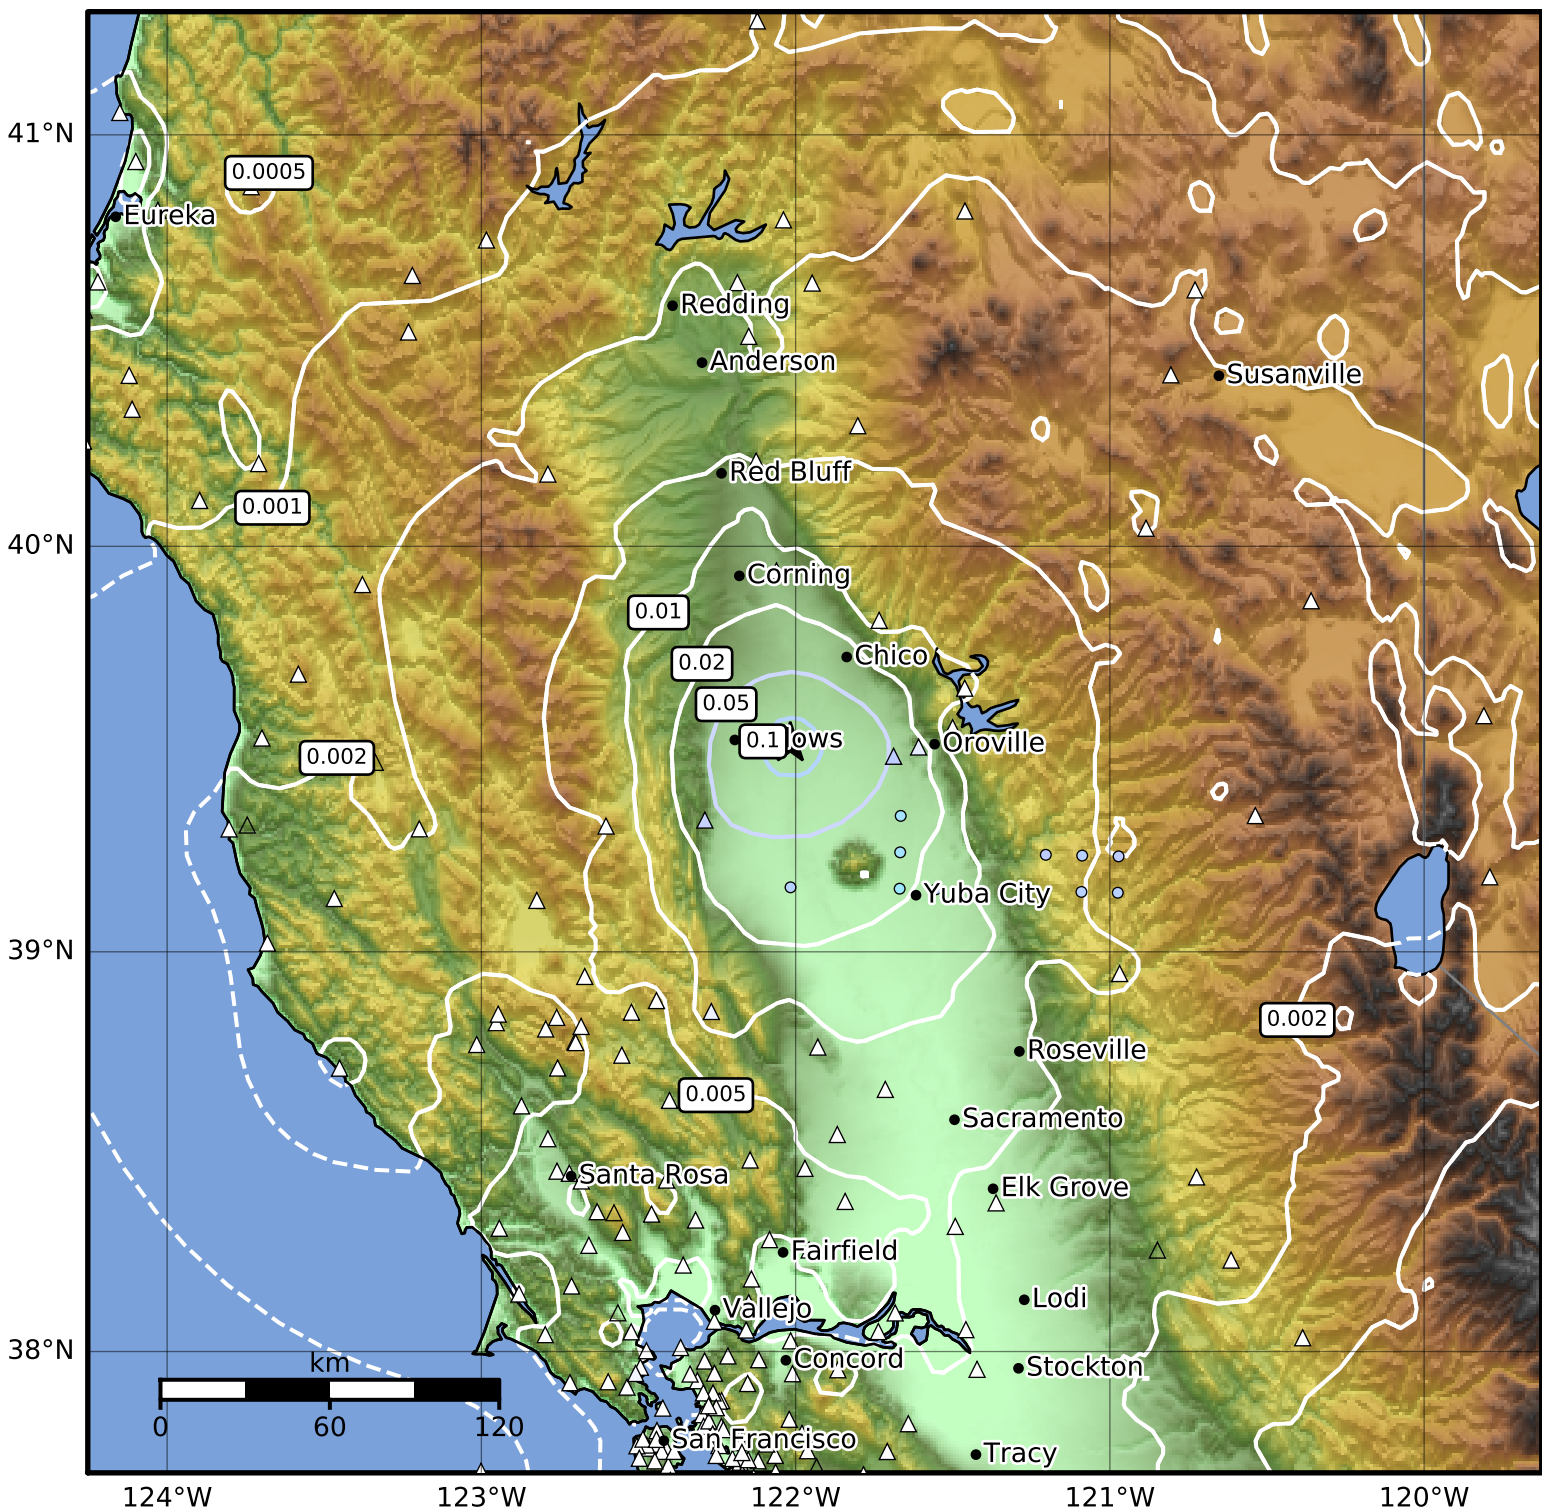 41°N
0.0005
Eureka
Redding
Anderson
Susanville
Red Bluff
0.001
40°N
Corning
0.01
Chico
0.02
0.05
0.1
ows
Oroville
0.002
Yuba City
39°N
0.002
Roseville
0.005
Sacramento
Santa Rosa
Elk Grove
Fairfield
Lodi
Vallejo
38°N
km
Concord
Stockton
0 60 120
San Francisco
Tracy
124°W 123°W 122°W 121°W 120°W